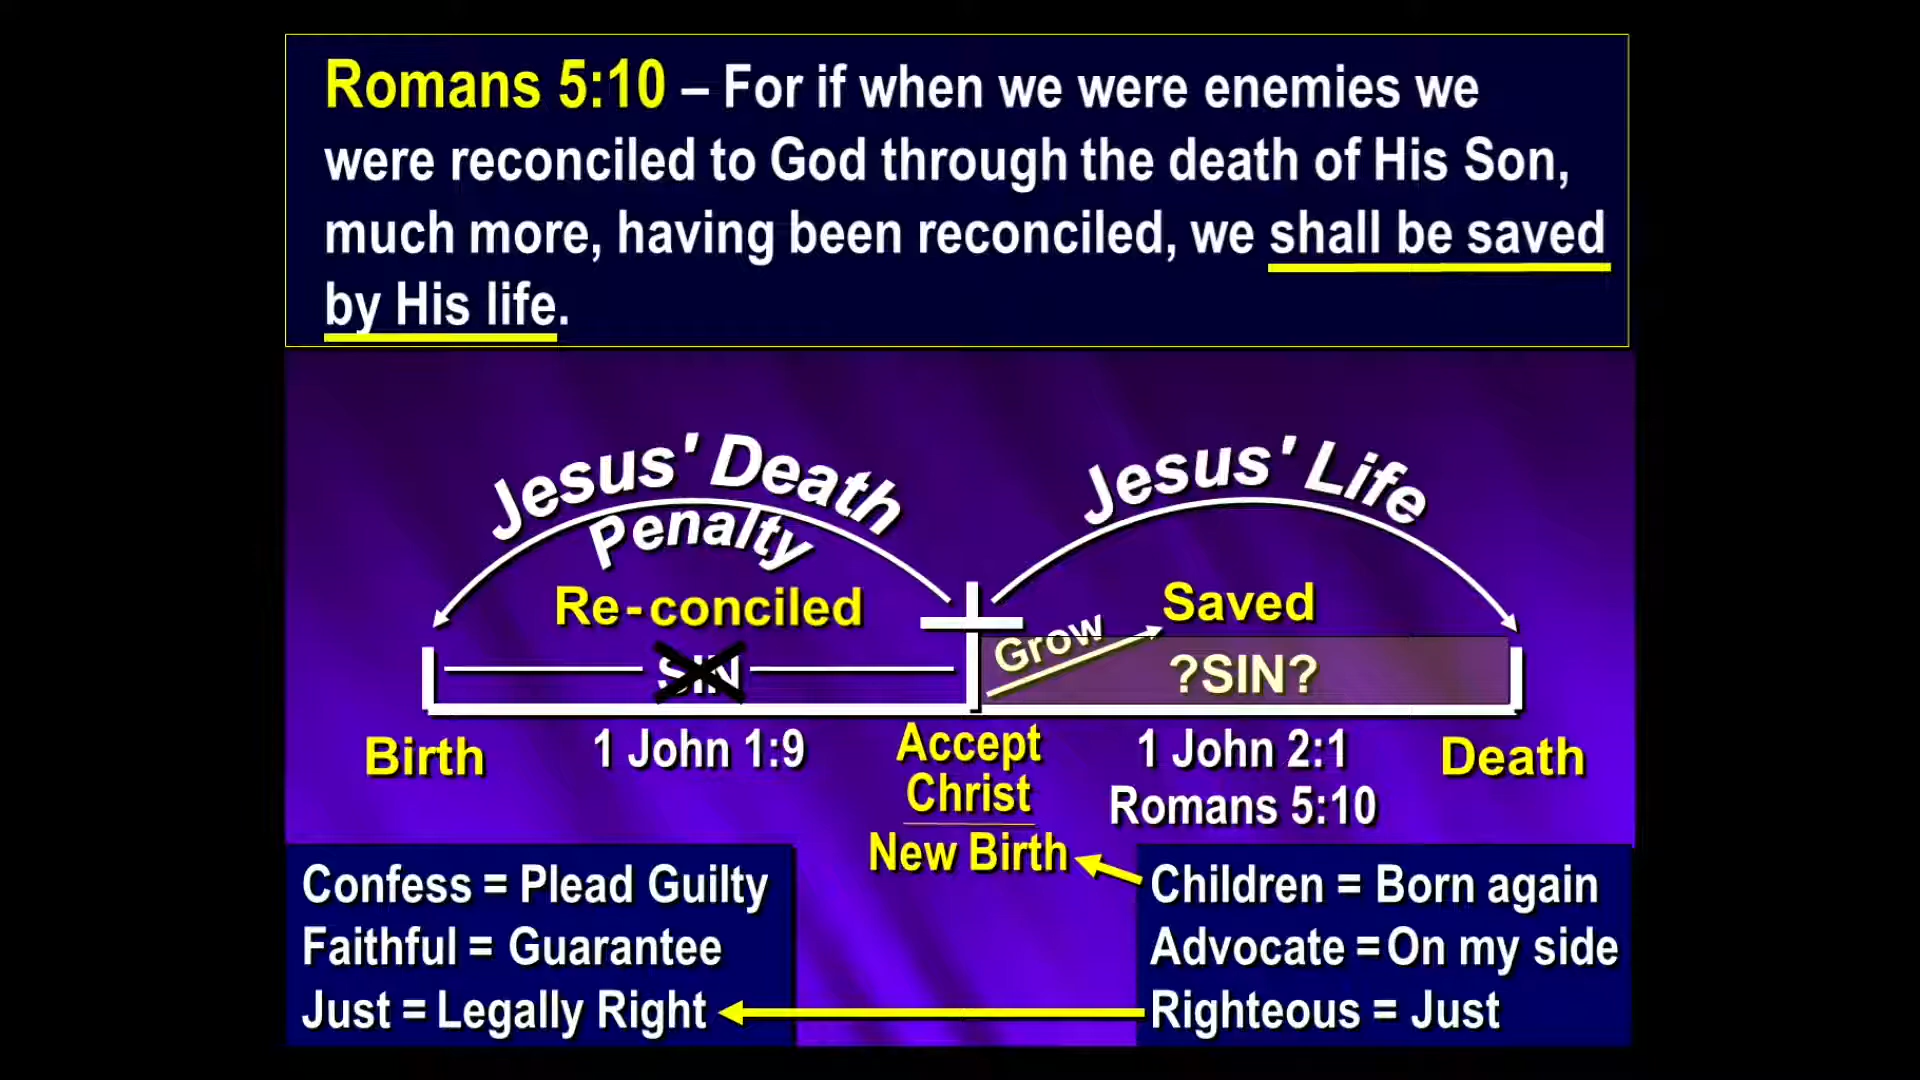 Romans 5:10 – For if when we were enemies we
were reconciled to God through the death of His Son,
much more, having been reconciled, we shall be saved
by His life.
Jesus' Death
Penalty
Re-conciled
SIN
Jesus' Life
Saved
Grow
?SIN?
Birth
1 John 1:9
Accept
Christ
New Birth
1 John 2:1
Romans 5:10
Death
Confess = Plead Guilty
Faithful = Guarantee
Just = Legally Right
Children = Born again
Advocate = On my side
Righteous = Just